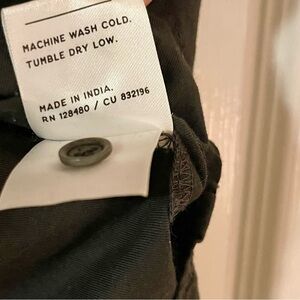 MACHINE WASH COLD.
TUMBLE DRY LOW.
MADE IN INDIA.
RN 128480 / CU 832196